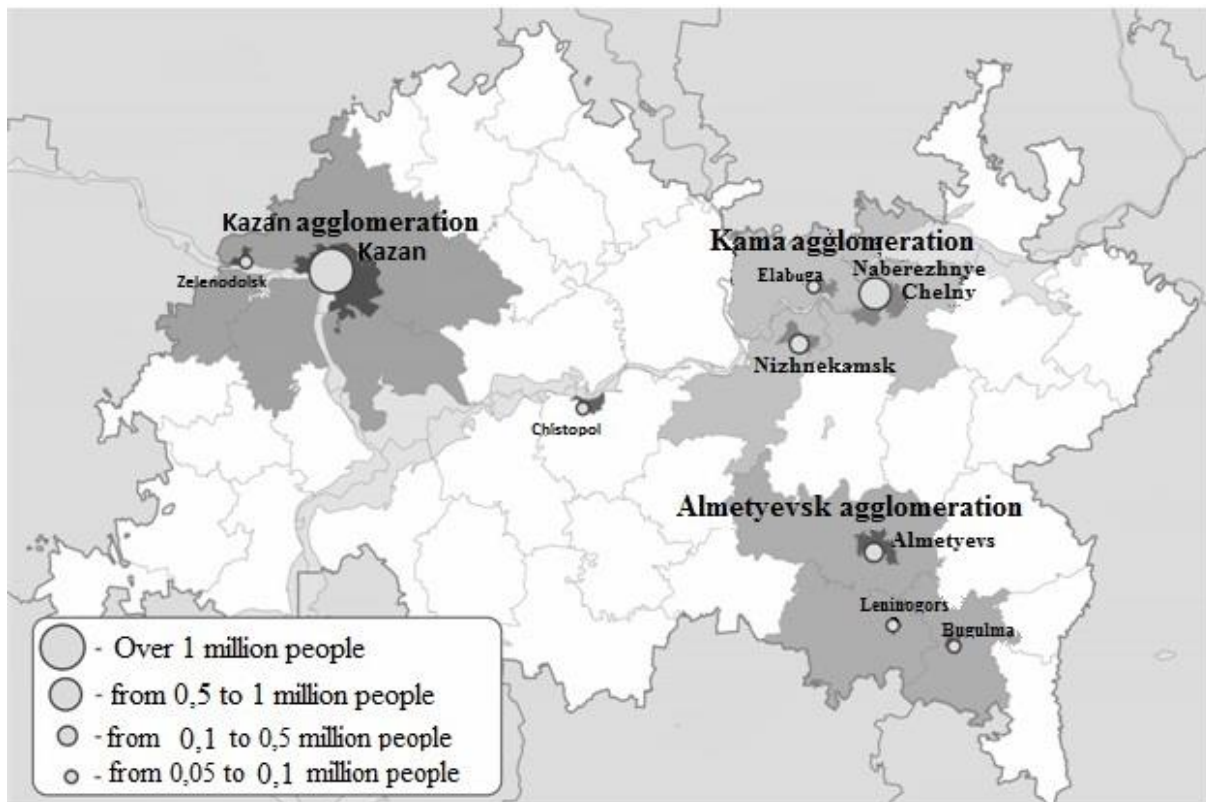 Kazan agglomeration
Kazan
Zelenodolsk
Kama agglomeration
Elabuga
Naberezhnye
Chelny
Nizhnekamsk
Chistopol
Almetyevsk agglomeration
Almetyevs
Leninogors
Bugulma
- Over 1 million people
- from 0,5 to 1 million people
- from 0,1 to 0,5 million people
- from 0,05 to 0,1 million people